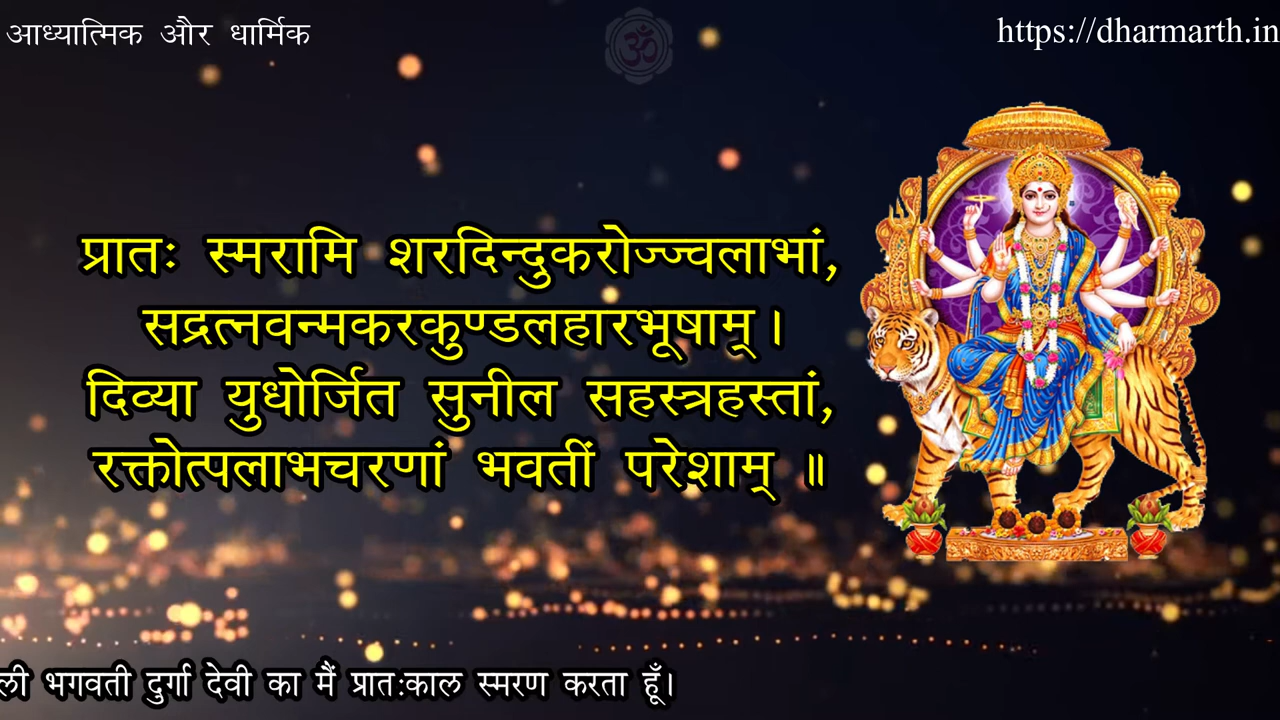 आध्यात्मिक और धार्मिक
https://dharmarth.in
प्रातः स्मरामि शरदिन्दुकरोज्ज्वलाभां,
सद्रत्नवन्मकरकुण्डलहारभूषाम्।
दिव्या युधोर्जित सुनील सहस्त्रहस्तां,
रक्तोत्पलाभचरणां भवतीं परेशाम् ॥
ली भगवती दुर्गा देवी का मैं प्रातःकाल स्मरण करता हूँ।